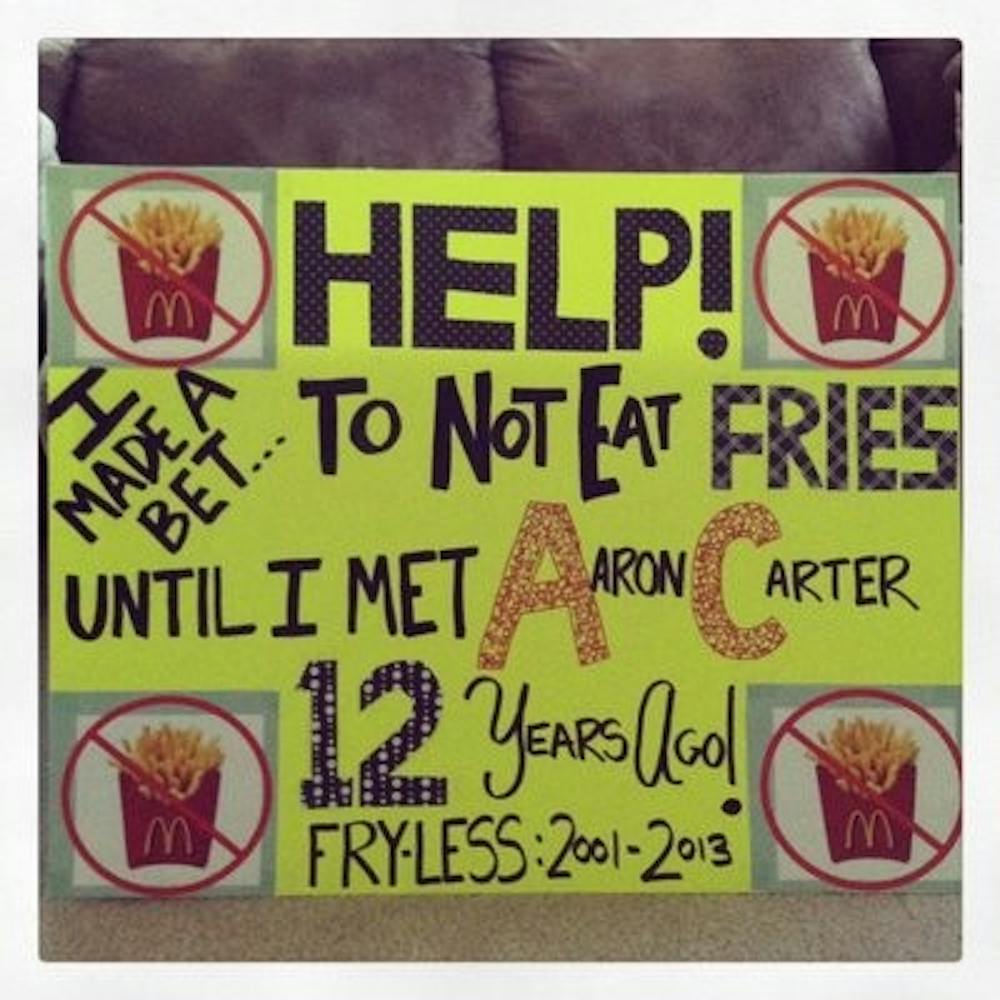 HELP!
I MADE A BET... TO NOT EAT FRIES
UNTIL I MET AARON CARTER
12 YEARS AGO!
FRY-LESS: 2001-2013